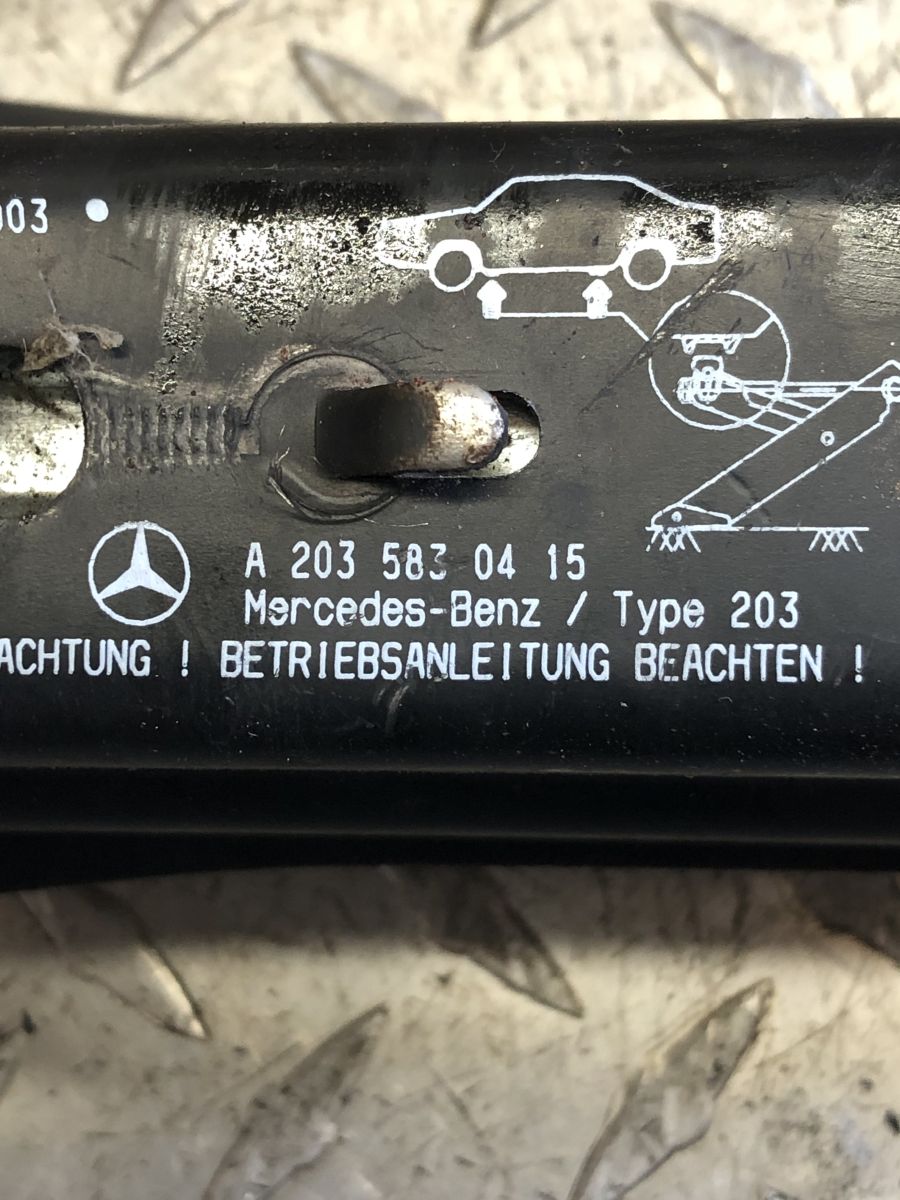 003
A 203 583 04 15
Mercedes-Benz / Type 203
ACHTUNG ! BETRIEBSANLEITUNG BEACHTEN !